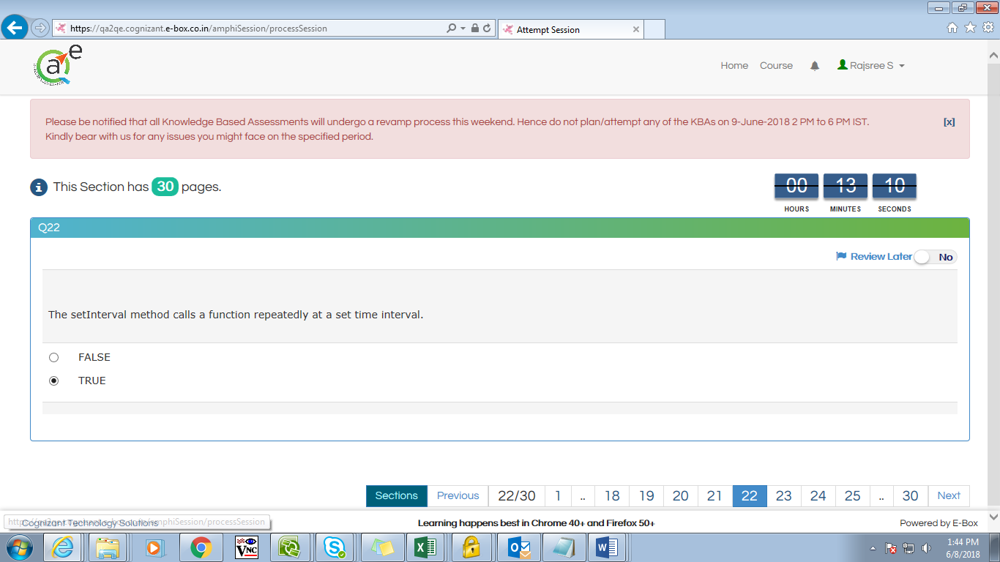 https://qa2qe.cognizant.e-box.co.in/amphiSession/processSession
Attempt Session
a e
Home Course Rajsree S
Please be notified that all Knowledge Based Assessments will undergo a revamp process this weekend. Hence do not plan/attempt any of the KBAs on 9-June-2018 2 PM to 6 PM IST. [x]
Kindly bear with us for any issues you might face on the specified period.
This Section has 30 pages.
00 13 10
HOURS MINUTES SECONDS
Q22
Review Later No
The setInterval method calls a function repeatedly at a set time interval.
FALSE
TRUE
Sections Previous 22/30 1 .. 18 19 20 21 22 23 24 25 .. 30 Next
Cognizant Technology Solutions Learning happens best in Chrome 40+ and Firefox 50+ Powered by E-Box
1:44 PM
6/8/2018